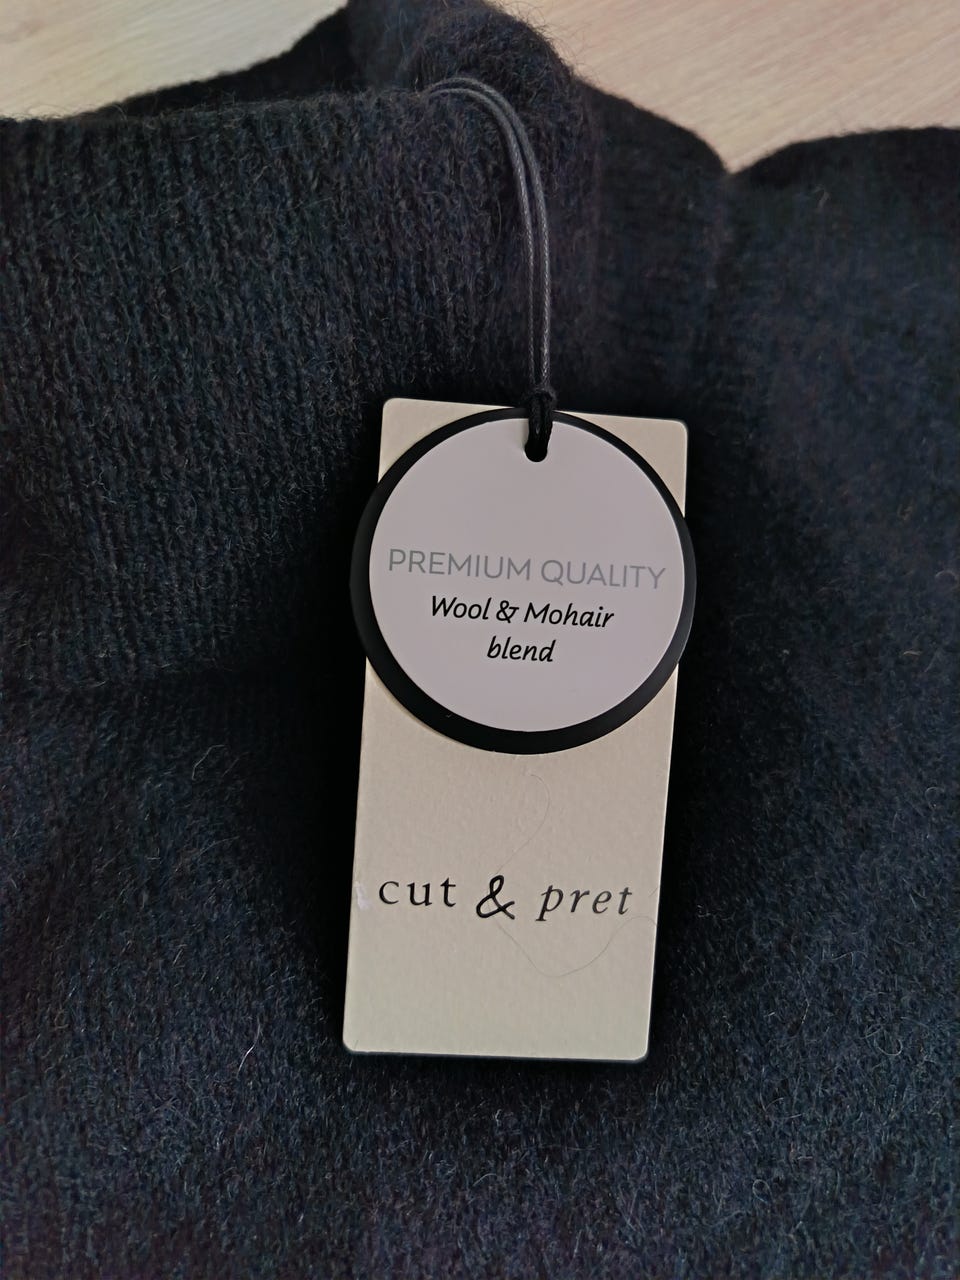 PREMIUM QUALITY
Wool & Mohair
blend
cut & pret